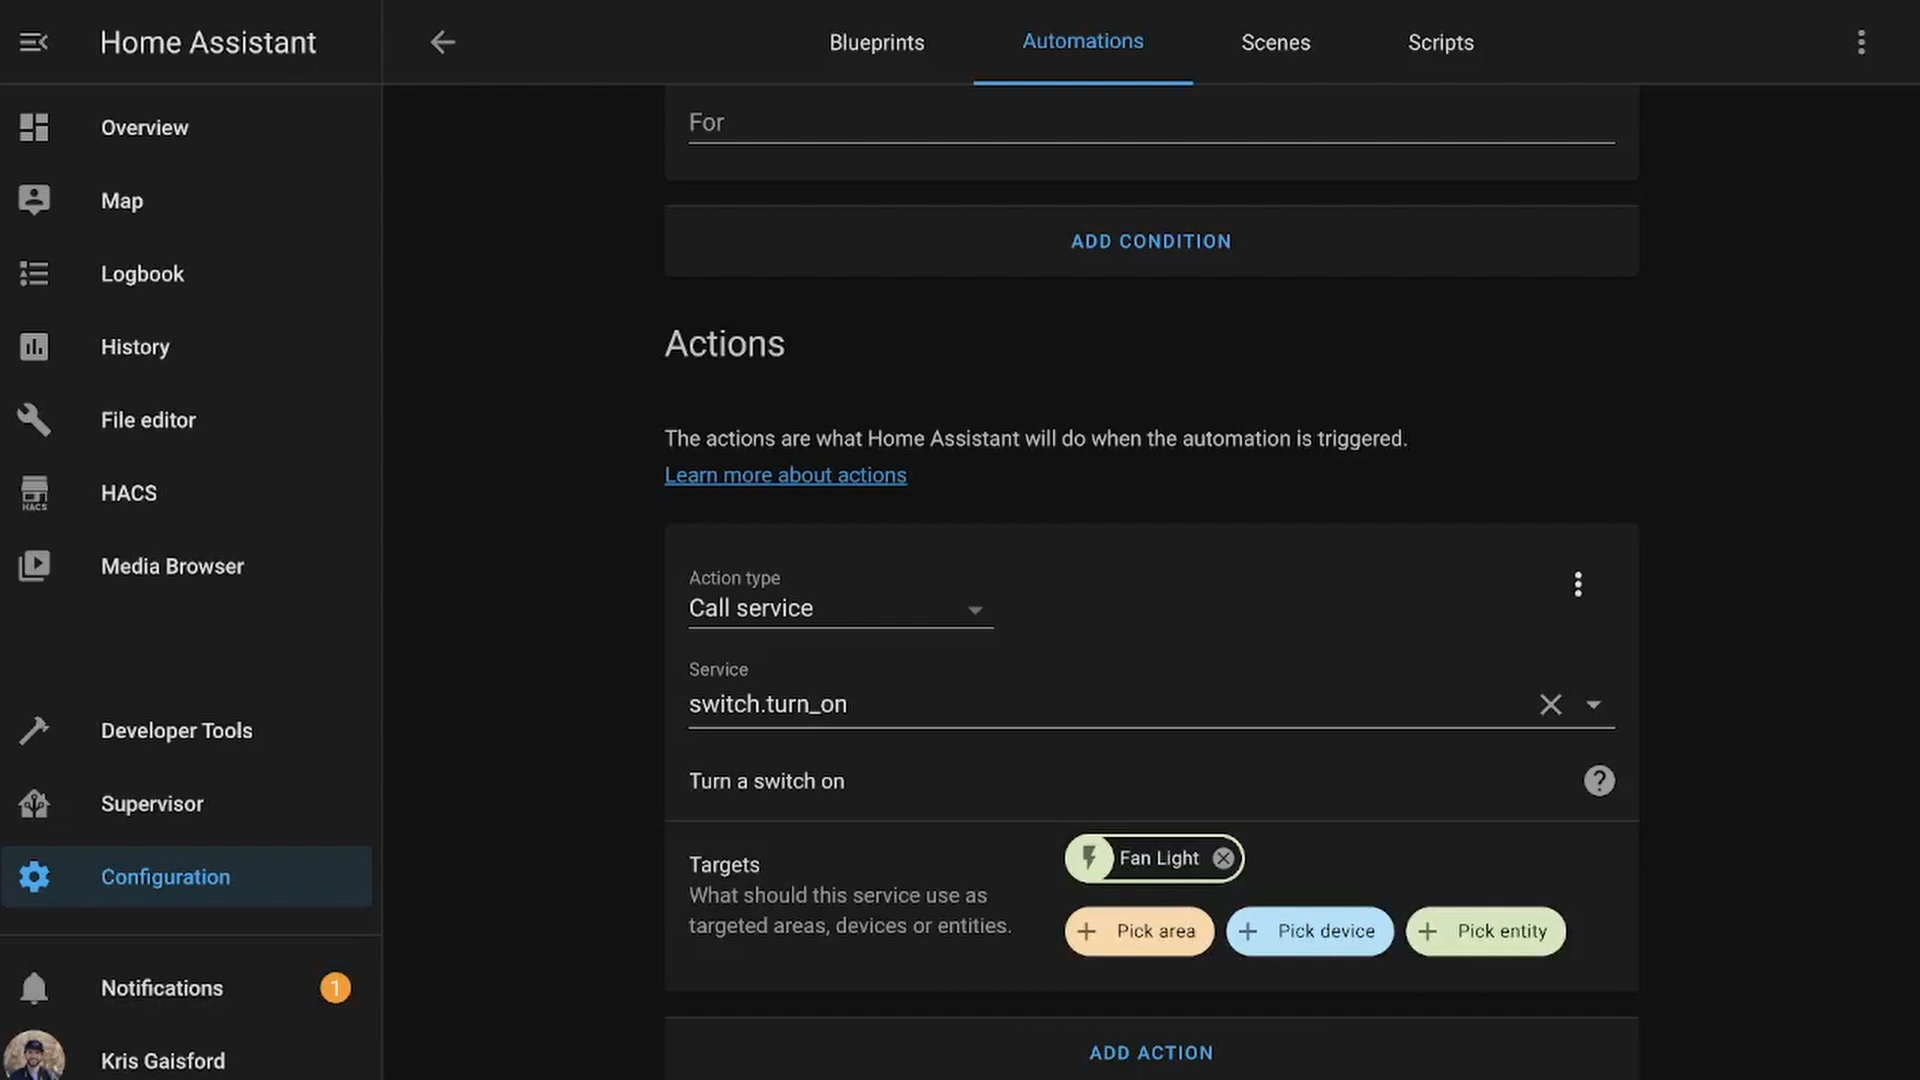 Home Assistant
Blueprints
Automations
Scenes
Scripts
Overview
Map
Logbook
History
File editor
HACS
HACS
Media Browser
Developer Tools
Supervisor
Configuration
Notifications
1
Kris Gaisford
For
ADD CONDITION
Actions
The actions are what Home Assistant will do when the automation is triggered.
Learn more about actions
Action type
Call service
Service
switch.turn_on
Turn a switch on
?
Targets
What should this service use as
targeted areas, devices or entities.
Fan Light
Pick area
Pick device
Pick entity
ADD ACTION